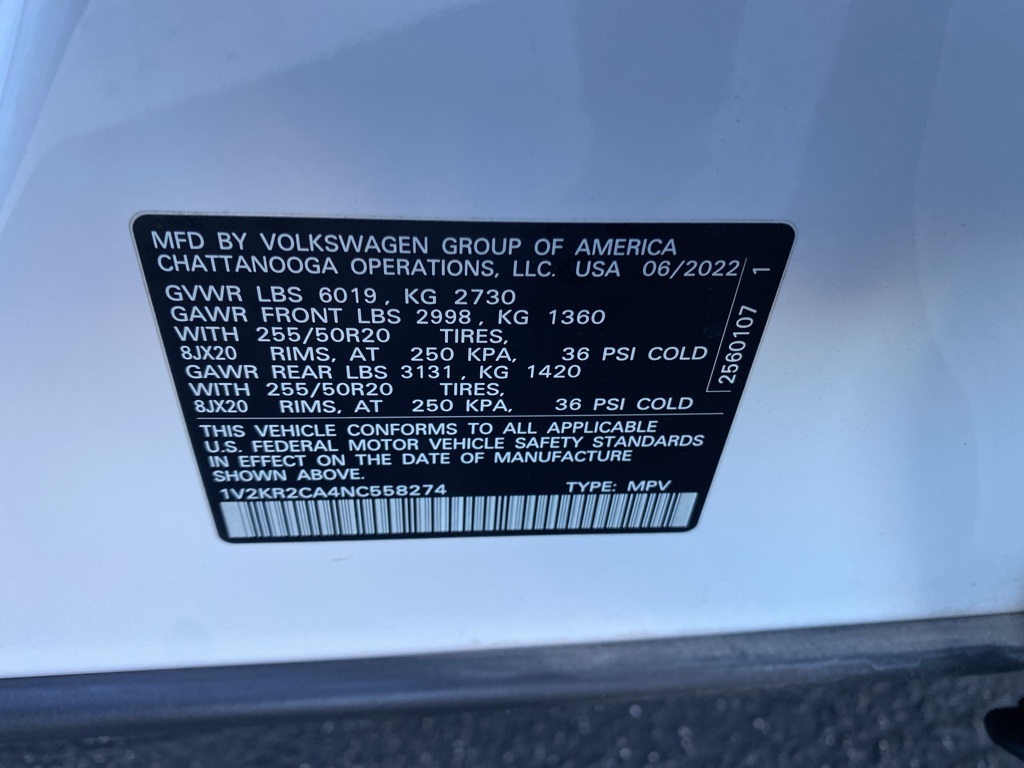 MFD BY VOLKSWAGEN GROUP OF AMERICA
CHATTANOOGA OPERATIONS, LLC. USA 06/2022
GVWR LBS 6019, KG 2730
GAWR FRONT LBS 2998, KG 1360
WITH 255/50R20 TIRES,
8JX20 RIMS, AT 250 KPA, 36 PSI COLD
GAWR REAR LBS 3131, KG 1420
WITH 255/50R20 TIRES,
8JX20 RIMS, AT 250 KPA, 36 PSI COLD
2560107 1
THIS VEHICLE CONFORMS TO ALL APPLICABLE
U.S. FEDERAL MOTOR VEHICLE SAFETY STANDARDS
IN EFFECT ON THE DATE OF MANUFACTURE
SHOWN ABOVE.
1V2KR2CA4NC558274 TYPE: MPV